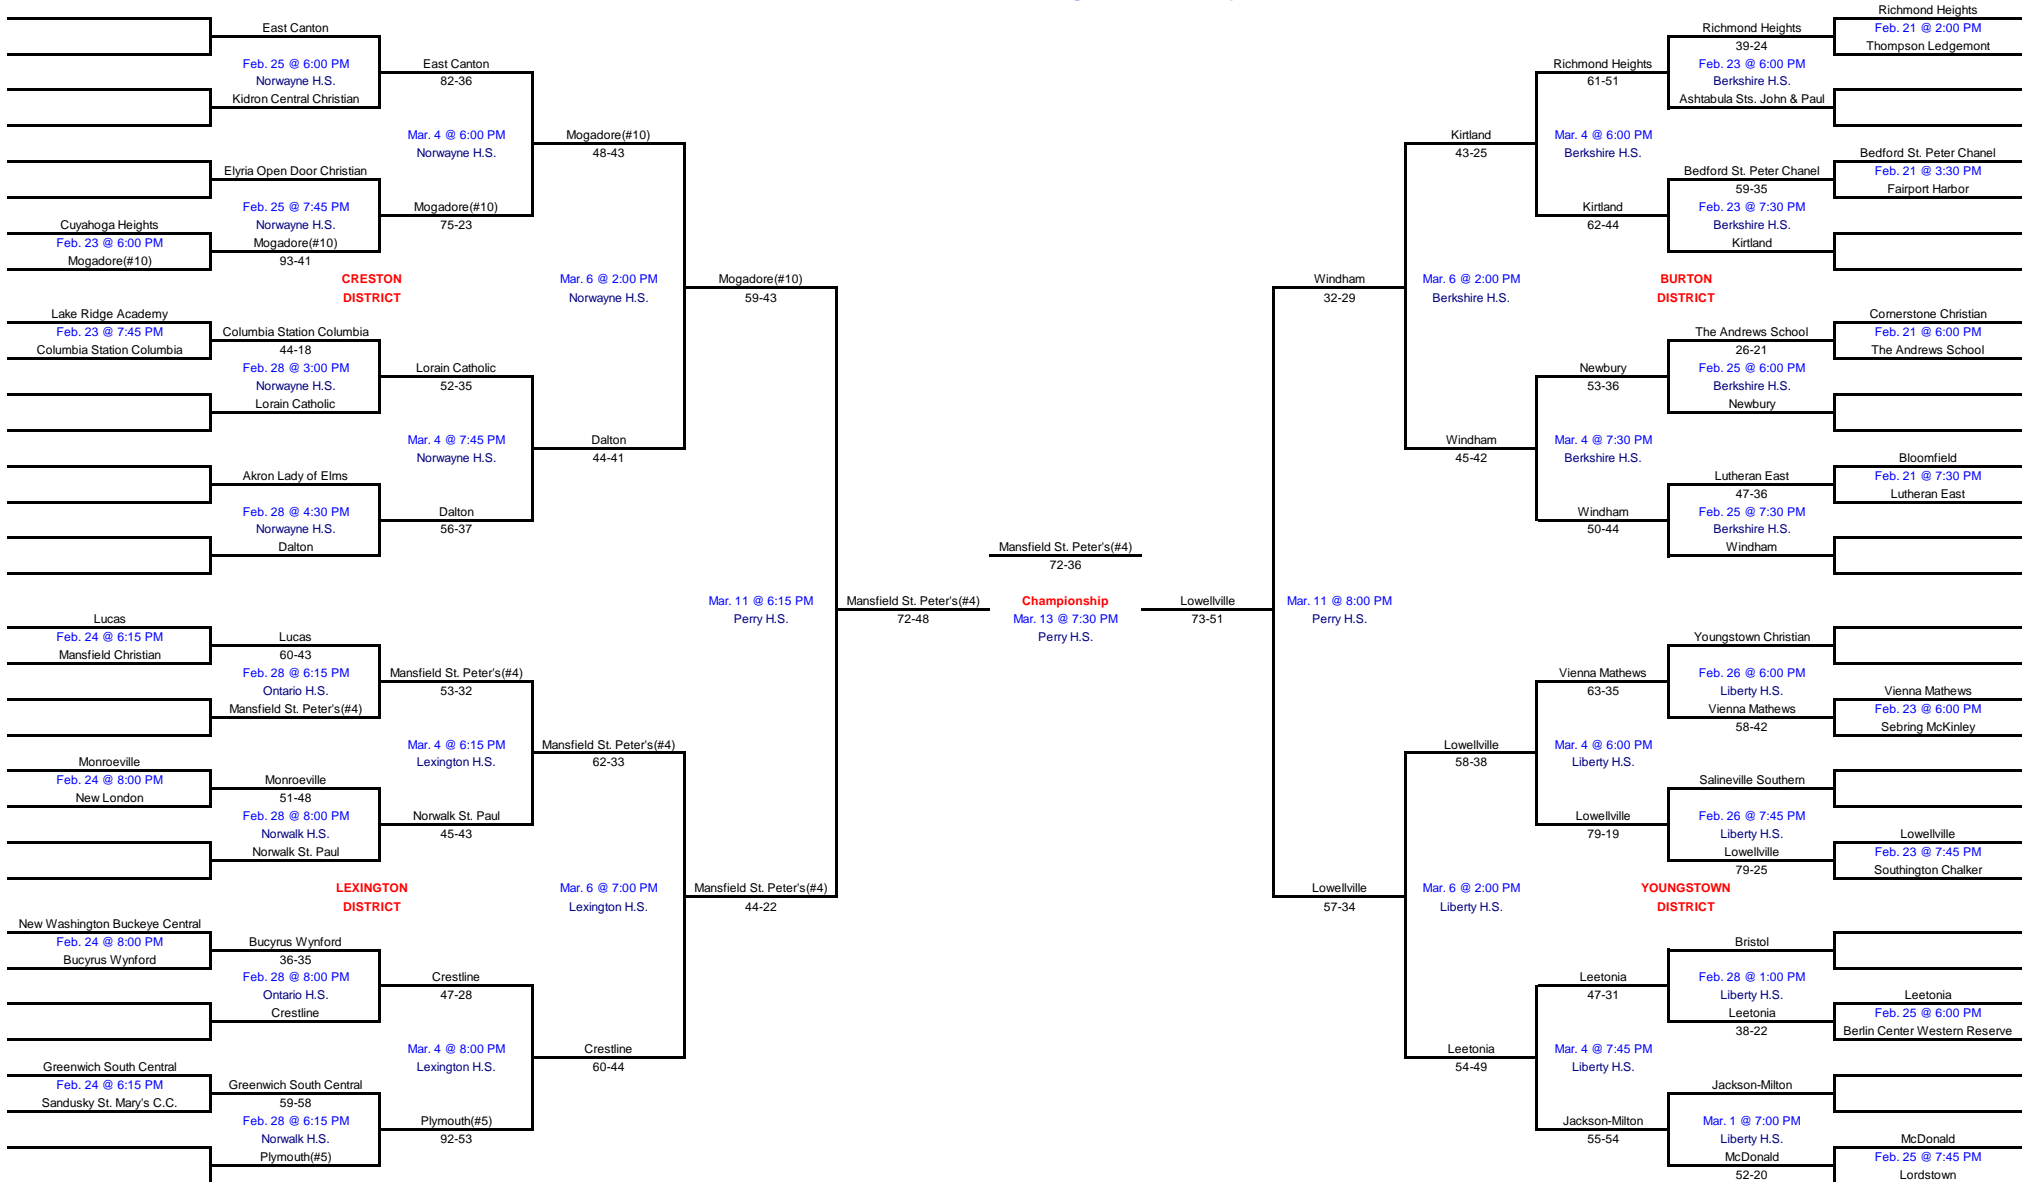 East Canton
Feb. 25 @ 6:00 PM
Norwayne H.S.
Kidron Central Christian
East Canton
82-36
Mar. 4 @ 6:00 PM
Norwayne H.S.
Elyria Open Door Christian
Feb. 25 @ 7:45 PM
Norwayne H.S.
Cuyahoga Heights
Feb. 23 @ 6:00 PM
Mogadore(#10)
Mogadore(#10)
93-41
Mogadore(#10)
75-23
Mogadore(#10)
48-43
CRESTON
DISTRICT
Mar. 6 @ 2:00 PM
Norwayne H.S.
Mogadore(#10)
59-43
Lake Ridge Academy
Feb. 23 @ 7:45 PM
Columbia Station Columbia
Columbia Station Columbia
44-18
Feb. 28 @ 3:00 PM
Norwayne H.S.
Lorain Catholic
Lorain Catholic
52-35
Mar. 4 @ 7:45 PM
Norwayne H.S.
Dalton
44-41
Akron Lady of Elms
Feb. 28 @ 4:30 PM
Norwayne H.S.
Dalton
Dalton
56-37
Mar. 11 @ 6:15 PM
Perry H.S.
Mansfield St. Peter's(#4)
72-48
Lucas
Feb. 24 @ 6:15 PM
Mansfield Christian
Lucas
60-43
Feb. 28 @ 6:15 PM
Ontario H.S.
Mansfield St. Peter's(#4)
Mansfield St. Peter's(#4)
53-32
Mar. 4 @ 6:15 PM
Lexington H.S.
Mansfield St. Peter's(#4)
62-33
Monroeville
Feb. 24 @ 8:00 PM
New London
Monroeville
51-48
Feb. 28 @ 8:00 PM
Norwalk H.S.
Norwalk St. Paul
Norwalk St. Paul
45-43
LEXINGTON
DISTRICT
Mar. 6 @ 7:00 PM
Lexington H.S.
Mansfield St. Peter's(#4)
44-22
New Washington Buckeye Central
Feb. 24 @ 8:00 PM
Bucyrus Wynford
Bucyrus Wynford
36-35
Feb. 28 @ 8:00 PM
Ontario H.S.
Crestline
Crestline
47-28
Mar. 4 @ 8:00 PM
Lexington H.S.
Crestline
60-44
Greenwich South Central
Feb. 24 @ 6:15 PM
Sandusky St. Mary's C.C.
Greenwich South Central
59-58
Feb. 28 @ 6:15 PM
Norwalk H.S.
Plymouth(#5)
Plymouth(#5)
92-53
Mansfield St. Peter's(#4)
72-36
Championship
Mar. 13 @ 7:30 PM
Perry H.S.
Lowellville
73-51
Mar. 11 @ 8:00 PM
Perry H.S.
Richmond Heights
Feb. 21 @ 2:00 PM
Thompson Ledgemont
Richmond Heights
39-24
Feb. 23 @ 6:00 PM
Berkshire H.S.
Ashtabula Sts. John & Paul
Richmond Heights
61-51
Mar. 4 @ 6:00 PM
Berkshire H.S.
Kirtland
43-25
Bedford St. Peter Chanel
Feb. 21 @ 3:30 PM
Fairport Harbor
Bedford St. Peter Chanel
59-35
Feb. 23 @ 7:30 PM
Berkshire H.S.
Kirtland
Kirtland
62-44
BURTON
DISTRICT
Mar. 6 @ 2:00 PM
Berkshire H.S.
Windham
32-29
Cornerstone Christian
Feb. 21 @ 6:00 PM
The Andrews School
The Andrews School
26-21
Feb. 25 @ 6:00 PM
Berkshire H.S.
Newbury
Newbury
53-36
Mar. 4 @ 7:30 PM
Berkshire H.S.
Windham
45-42
Bloomfield
Feb. 21 @ 7:30 PM
Lutheran East
Lutheran East
47-36
Feb. 25 @ 7:30 PM
Berkshire H.S.
Windham
Windham
50-44
Youngstown Christian
Feb. 26 @ 6:00 PM
Liberty H.S.
Vienna Mathews
58-42
Vienna Mathews
Feb. 23 @ 6:00 PM
Sebring McKinley
Vienna Mathews
63-35
Mar. 4 @ 6:00 PM
Liberty H.S.
Lowellville
58-38
Salineville Southern
Feb. 26 @ 7:45 PM
Liberty H.S.
Lowellville
79-25
Lowellville
Feb. 23 @ 7:45 PM
Southington Chalker
Lowellville
79-19
YOUNGSTOWN
DISTRICT
Mar. 6 @ 2:00 PM
Liberty H.S.
Lowellville
57-34
Bristol
Feb. 28 @ 1:00 PM
Liberty H.S.
Leetonia
38-22
Leetonia
Feb. 25 @ 6:00 PM
Berlin Center Western Reserve
Leetonia
47-31
Mar. 4 @ 7:45 PM
Liberty H.S.
Leetonia
54-49
Jackson-Milton
Mar. 1 @ 7:00 PM
Liberty H.S.
McDonald
52-20
McDonald
Feb. 25 @ 7:45 PM
Lordstown
Jackson-Milton
55-54